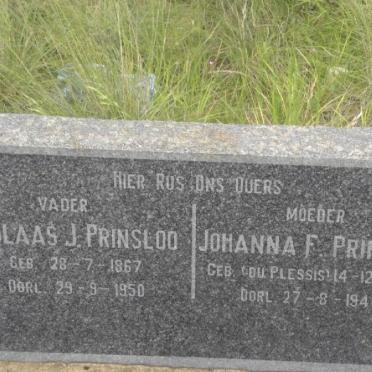 HIER RUS ONS OUERS
VADER
LAAS J. PRINSLOO
GEB. 28-7-1867
OORL. 29-9-1950
MOEDER
JOHANNA F. PRI
GEB. (DU PLESSIS) 14-12
OORL 27-8-194